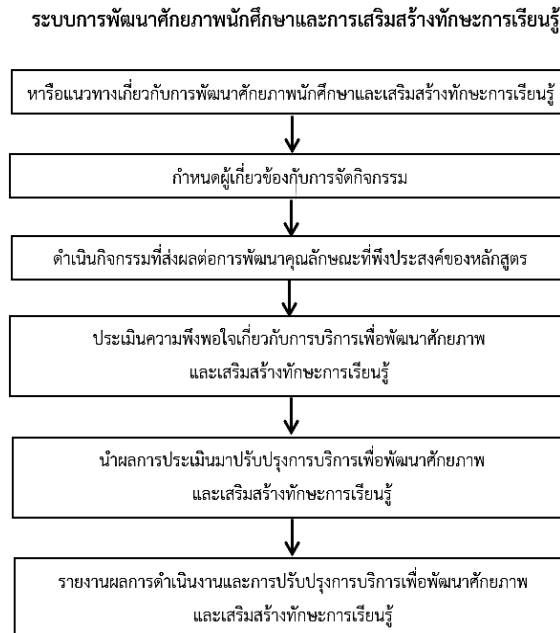 ระบบการพัฒนาศักยภาพนักศึกษาและการเสริมสร้างทักษะการเรียนรู้
หารือแนวทางเกี่ยวกับการพัฒนาศักยภาพนักศึกษาและเสริมสร้างทักษะการเรียนรู้
กำหนดผู้เกี่ยวข้องกับการจัดกิจกรรม
ดำเนินกิจกรรมที่ส่งผลต่อการพัฒนาคุณลักษณะที่พึงประสงค์ของหลักสูตร
ประเมินความพึงพอใจเกี่ยวกับการบริการเพื่อพัฒนาศักยภาพ
และเสริมสร้างทักษะการเรียนรู้
นำผลการประเมินมาปรับปรุงการบริการเพื่อพัฒนาศักยภาพ
และเสริมสร้างทักษะการเรียนรู้
รายงานผลการดำเนินงานและการปรับปรุงการบริการเพื่อพัฒนาศักยภาพ
และเสริมสร้างทักษะการเรียนรู้